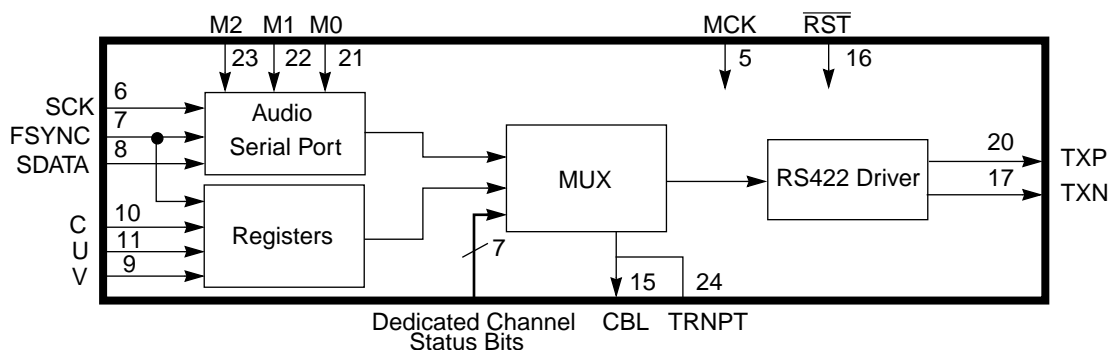 M2 M1 M0 MCK R̅S̅T̅
23 22 21 5 16
SCK 6
FSYNC 7
SDATA 8
Audio
Serial Port
MUX
RS422 Driver
20 TXP
17 TXN
C 10
U 11
V 9
Registers
7
15 24
Dedicated Channel
Status Bits
CBL TRNPT